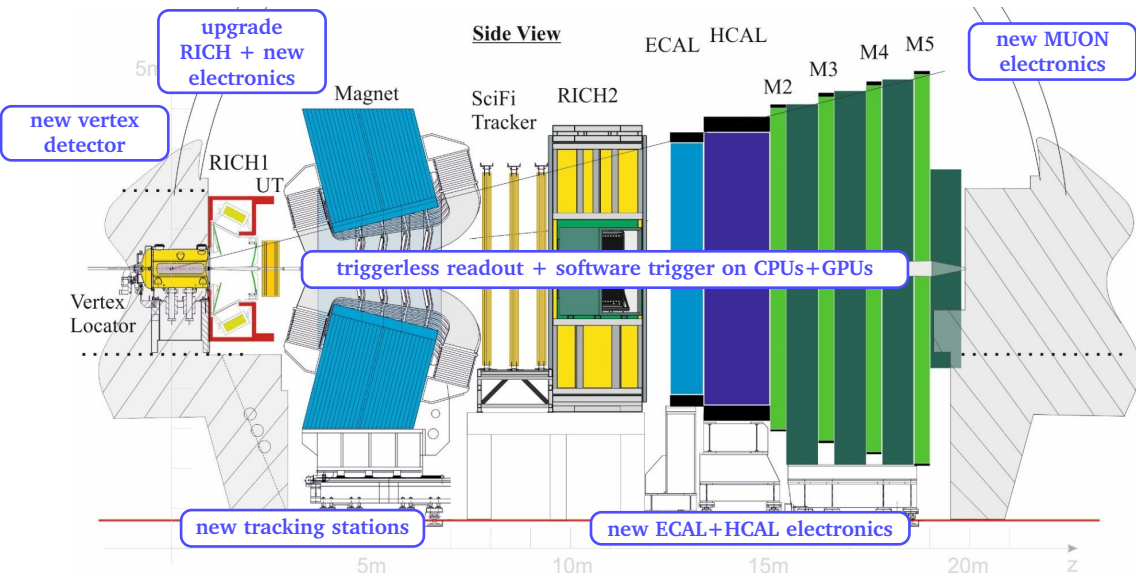 upgrade
RICH + new
electronics
Side View
ECAL
HCAL
new MUON
electronics
5m
M5
M4
M3
M2
Magnet
SciFi
Tracker
RICH2
new vertex
detector
RICH1
UT
triggerless readout + software trigger on CPUs+GPUs
Vertex
Locator
new tracking stations
new ECAL+HCAL electronics
5m
10m
15m
20m
z